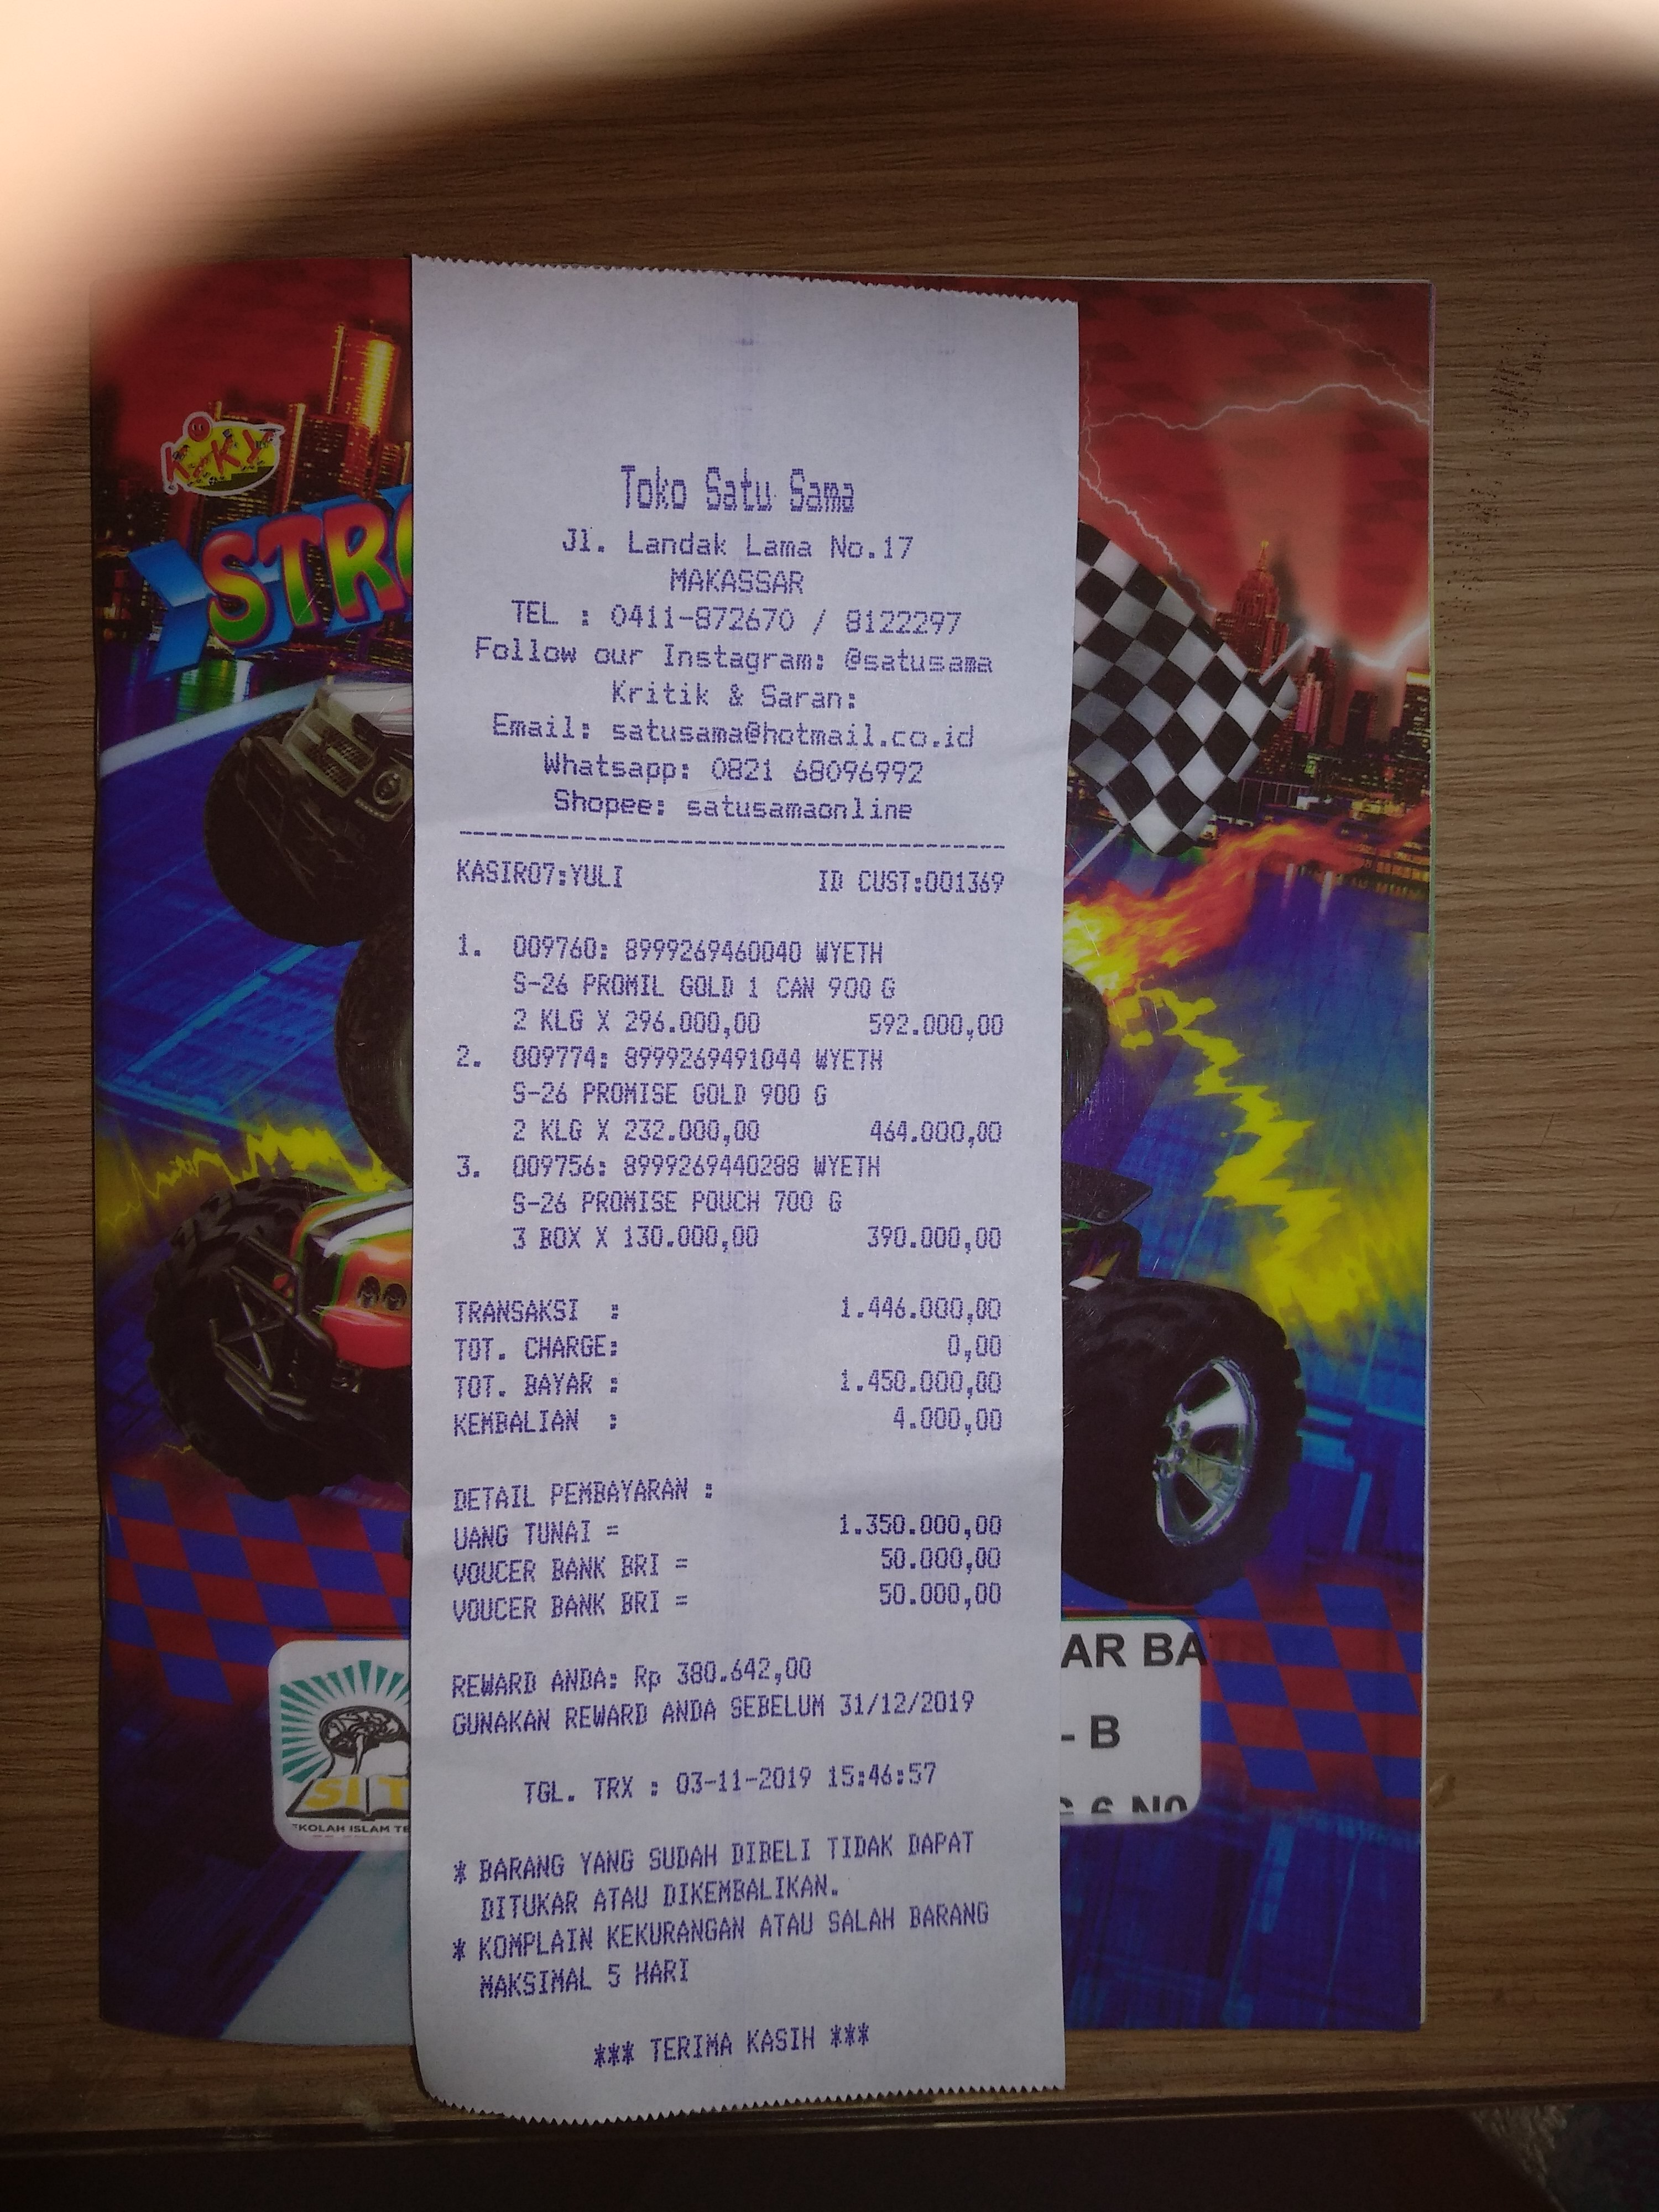 KiKY
STRO
Toko Satu Sama
Jl. Landak Lama No.17
MAKASSAR
TEL : 0411-872670 / 8122297
Follow our Instagram: @satusama
Kritik & Saran:
Email: satusama@hotmail.co.id
Whatsapp: 0821 68096992
Shopee: satusamaonline
KASIR07:YULI ID CUST:001369
1. 009760: 8999269460040 WYETH
S-26 PROMIL GOLD 1 CAN 900 G
2 KLG X 296.000,00 592.000,00
2. 009774: 8999269491044 WYETH
S-26 PROMISE GOLD 900 G
2 KLG X 232.000,00 464.000,00
3. 009756: 8999269440288 WYETH
S-26 PROMISE POUCH 700 G
3 BOX X 130.000,00 390.000,00
TRANSAKSI : 1.446.000,00
TOT. CHARGE: 0,00
TOT. BAYAR : 1.450.000,00
KEMBALIAN : 4.000,00
DETAIL PEMBAYARAN :
UANG TUNAI = 1.350.000,00
VOUCER BANK BRI = 50.000,00
VOUCER BANK BRI = 50.000,00
REWARD ANDA: Rp 380.642,00
GUNAKAN REWARD ANDA SEBELUM 31/12/2019
TGL. TRX : 03-11-2019 15:46:57
* BARANG YANG SUDAH DIBELI TIDAK DAPAT
DITUKAR ATAU DIKEMBALIKAN.
* KOMPLAIN KEKURANGAN ATAU SALAH BARANG
MAKSIMAL 5 HARI
*** TERIMA KASIH ***
SIT
EKOLAH ISLAM TE
AR BA
- B
G 6 NO